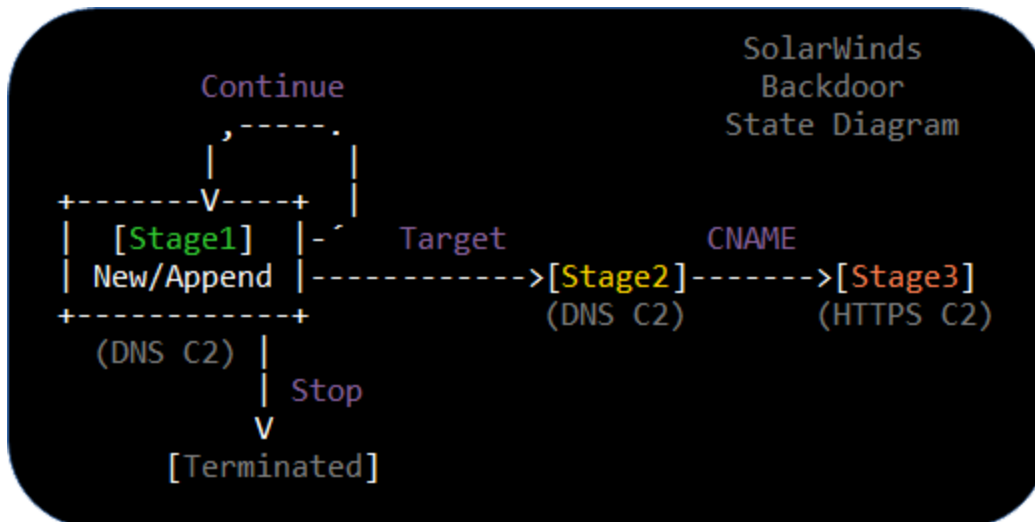 SolarWinds
Backdoor
State Diagram
Continue
[Stage1]
New/Append
(DNS C2)
Target
[Stage2]
(DNS C2)
CNAME
[Stage3]
(HTTPS C2)
Stop
[Terminated]